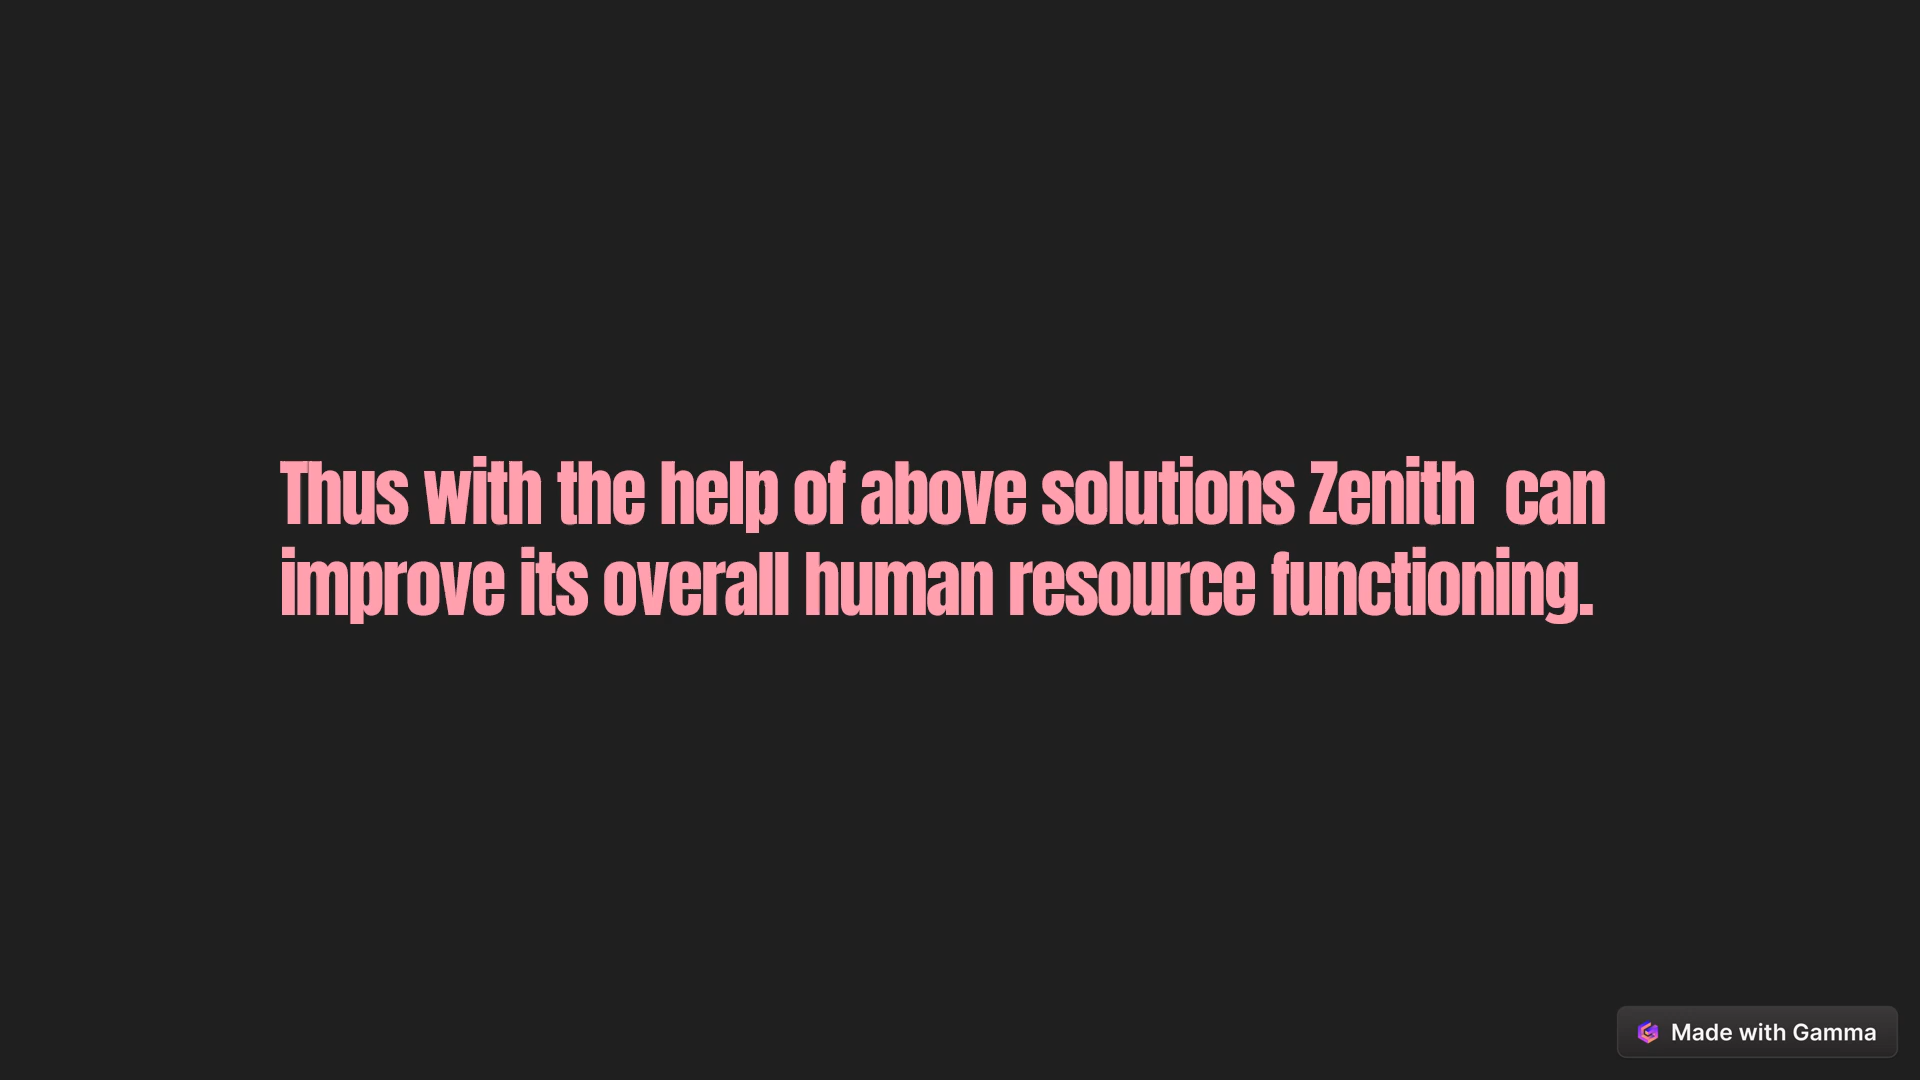 Thus with the help of above solutions Zenith  can
improve its overall human resource functioning.
Made with Gamma